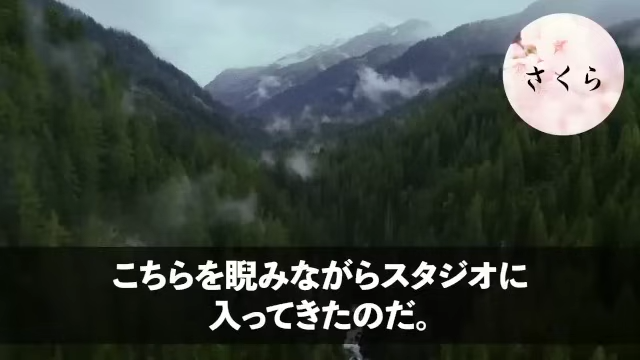 さくら
こちらを睨みながらスタジオに
入ってきたのだ。